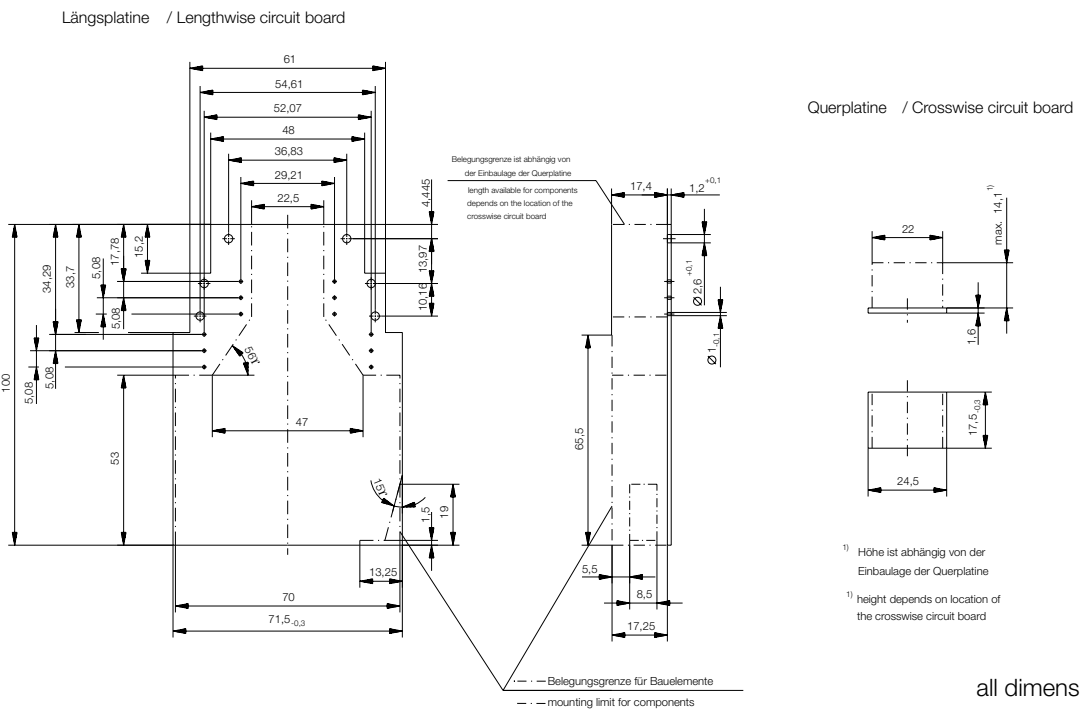 Längsplatine / Lengthwise circuit board
61
54,61
52,07
48
36,83
29,21
22,5
4,445
13,97
10,16
15,2
17,78
5,08
5,08
33,7
34,29
5,08
5,08
100
56ϒ
47
53
15ϒ
1,5
19
13,25
70
71,5 -0,3
Belegungsgrenze ist abhängig von
der Einbaulage der Querplatine
length available for components
depends on the location of the
crosswise circuit board
17,4
1,2 +0,1
Ø 2,6 +0,1
Ø 1 -0,1
65,5
5,5
8,5
17,25
Belegungsgrenze für Bauelemente
mounting limit for components
Querplatine / Crosswise circuit board
22
max. 14,1 1)
1,6
17,5 -0,3
24,5
1) Höhe ist abhängig von der
Einbaulage der Querplatine
1) height depends on location of
the crosswise circuit board
all dimens